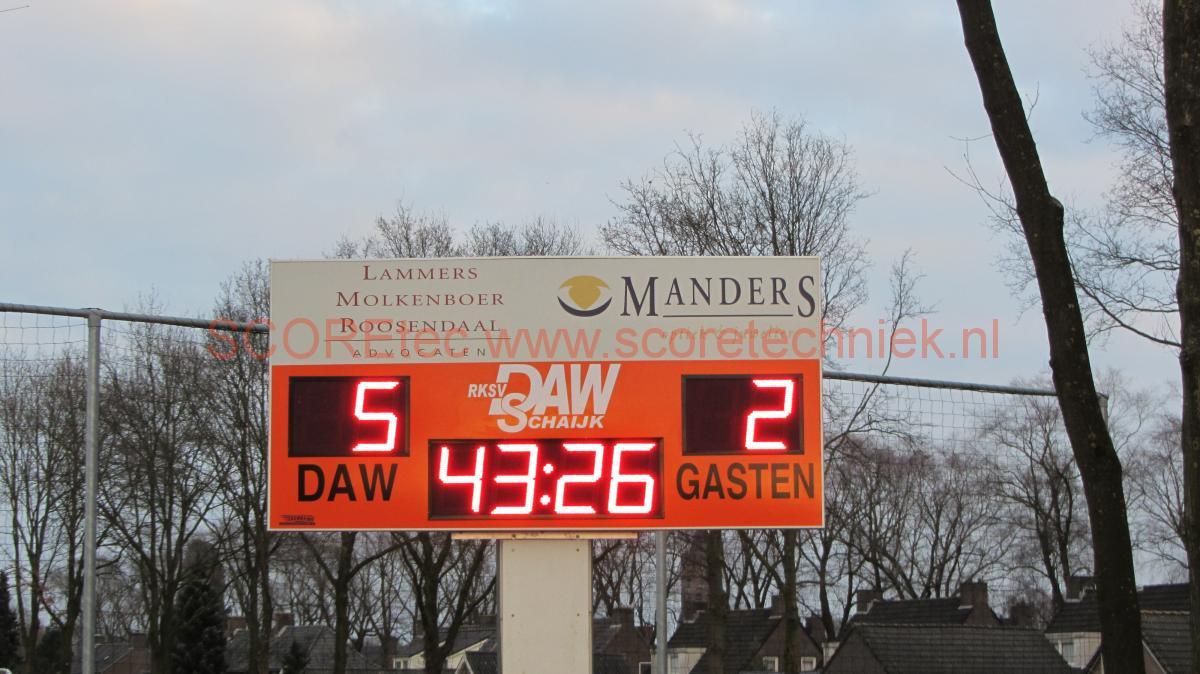 LAMMERS
MOLKENBOER
ROOSENDAAL
ADVOCATEN
MANDERS
SCOREtec www.scoretechniek.nl
RKSV DAW
SCHAIJK
5
2
43:26
DAW
GASTEN